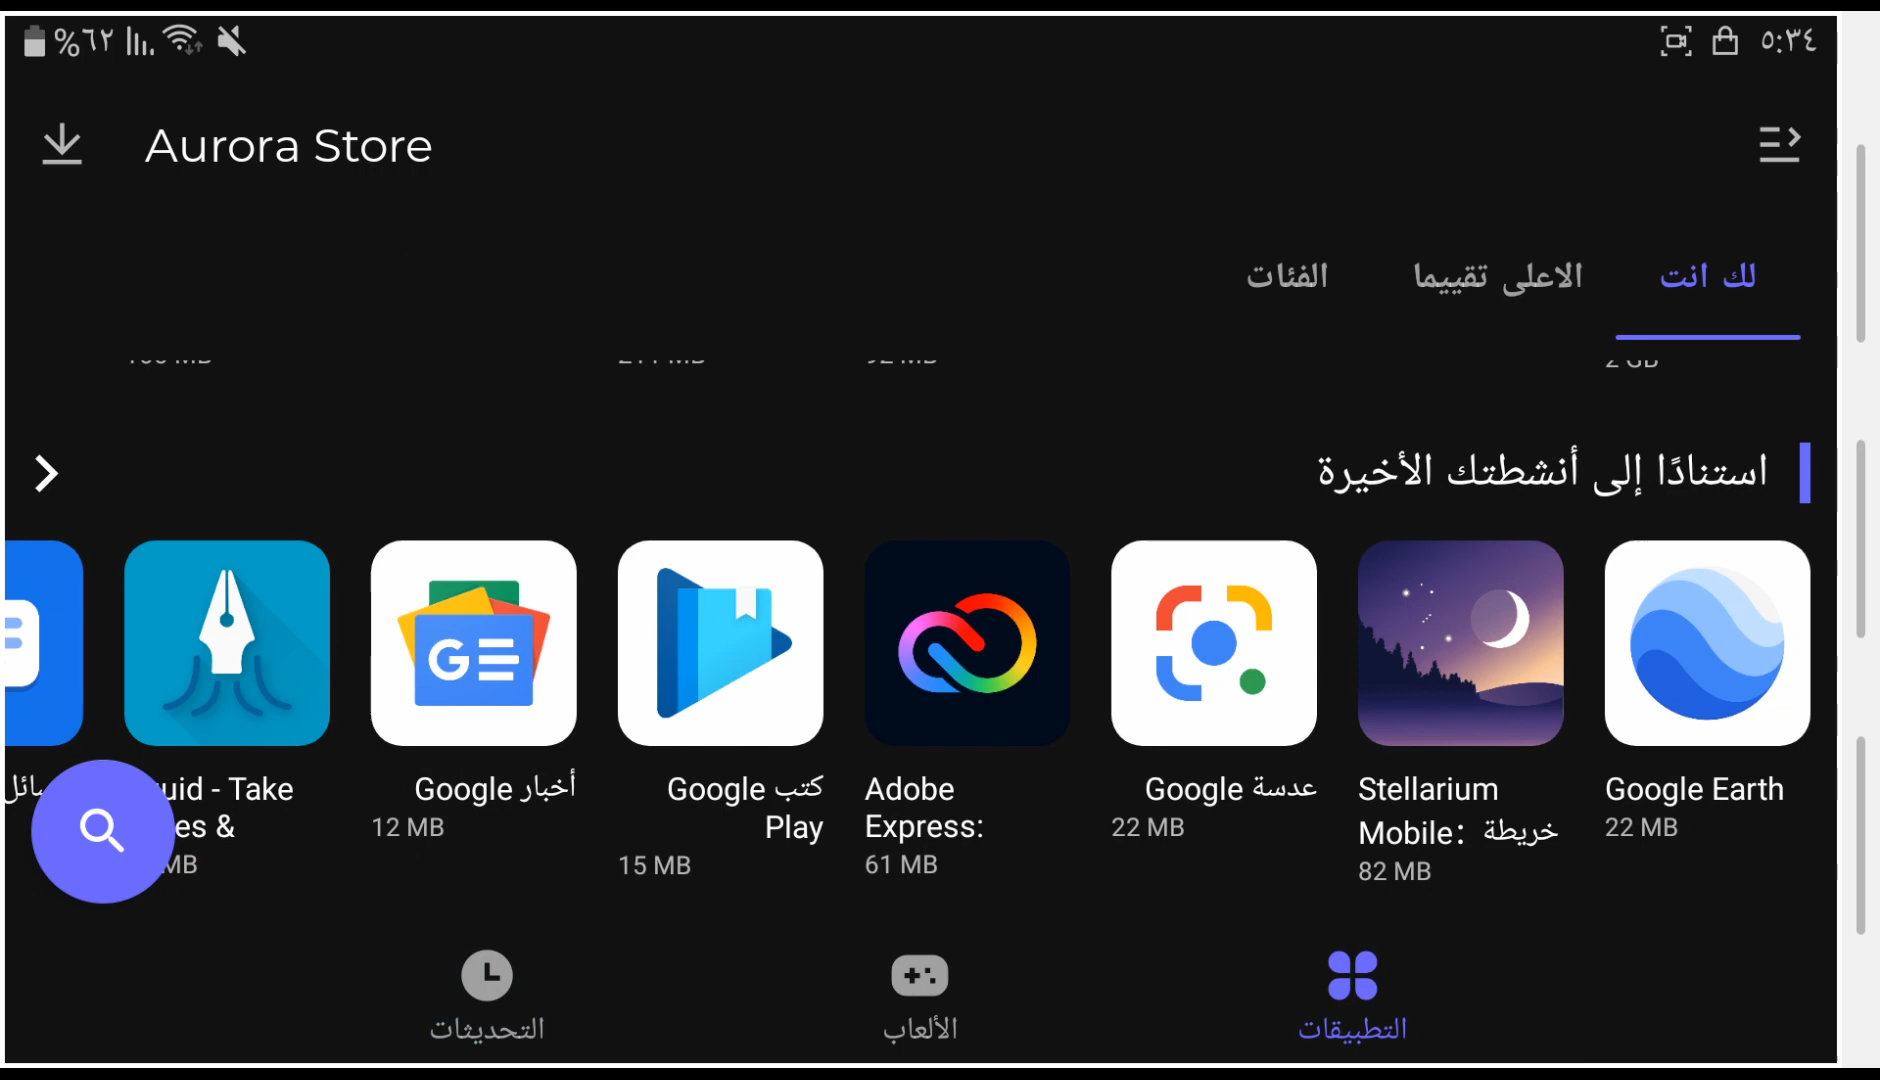 %٦٢
٥:٣٤
Aurora Store
لك انت
الاعلى تقييما
الفئات
استنادًا إلى أنشطتك الأخيرة
Google Earth
22 MB
Stellarium
Mobile: خريطة
82 MB
عدسة Google
22 MB
Adobe
Express:
61 MB
كتب Google
Play
15 MB
أخبار Google
12 MB
- Take
&
MB
التطبيقات
الألعاب
التحديثات